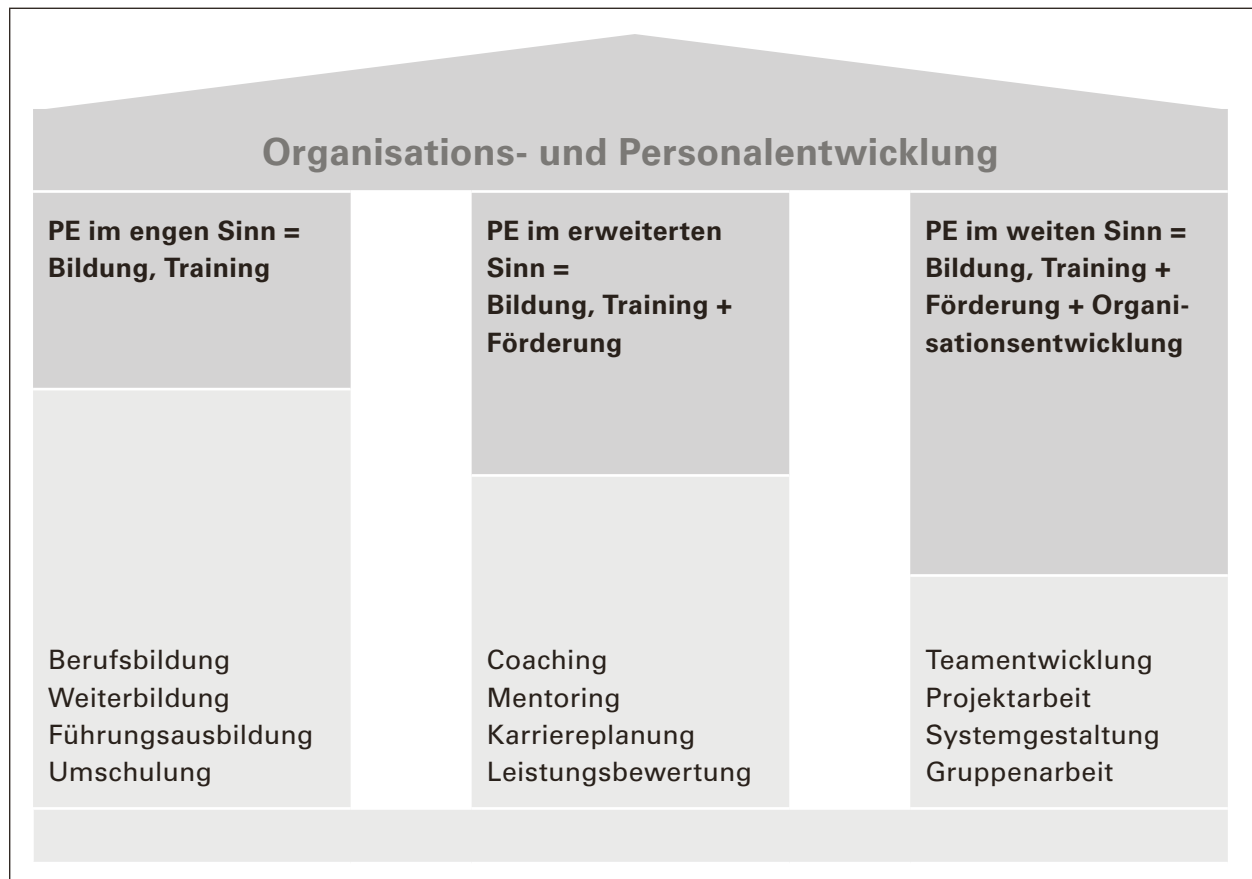 Organisations- und Personalentwicklung
PE im engen Sinn =
Bildung, Training
Berufsbildung
Weiterbildung
Führungsausbildung
Umschulung
PE im erweiterten
Sinn =
Bildung, Training +
Förderung
Coaching
Mentoring
Karriereplanung
Leistungsbewertung
PE im weiten Sinn =
Bildung, Training +
Förderung + Organi-
sationsentwicklung
Teamentwicklung
Projektarbeit
Systemgestaltung
Gruppenarbeit